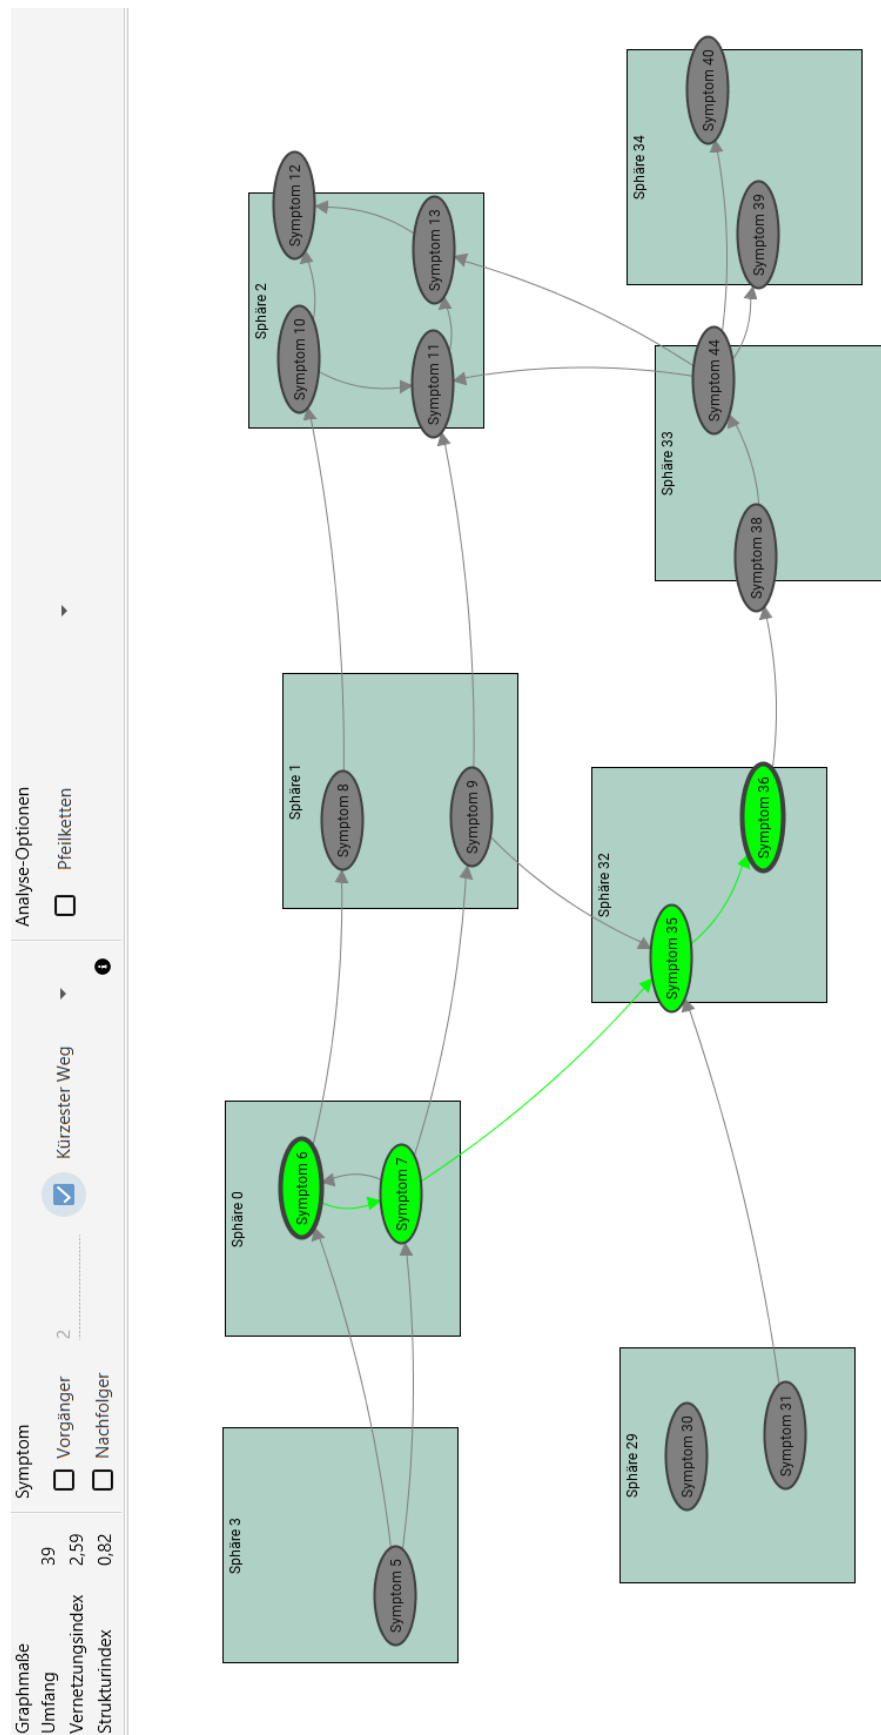 Graphmaße
Umfang 39
Vernetzungsindex 2,59
Strukturindex 0,82
Symptom
Vorgänger 2
Nachfolger
Kürzester Weg
Analyse-Optionen
Pfeilketten
Sphäre 3
Symptom 5
Sphäre 0
Symptom 6
Symptom 7
Sphäre 1
Symptom 8
Symptom 9
Sphäre 2
Symptom 10
Symptom 12
Symptom 11
Symptom 13
Sphäre 29
Symptom 30
Symptom 31
Sphäre 32
Symptom 35
Symptom 36
Sphäre 33
Symptom 38
Symptom 44
Sphäre 34
Symptom 39
Symptom 40